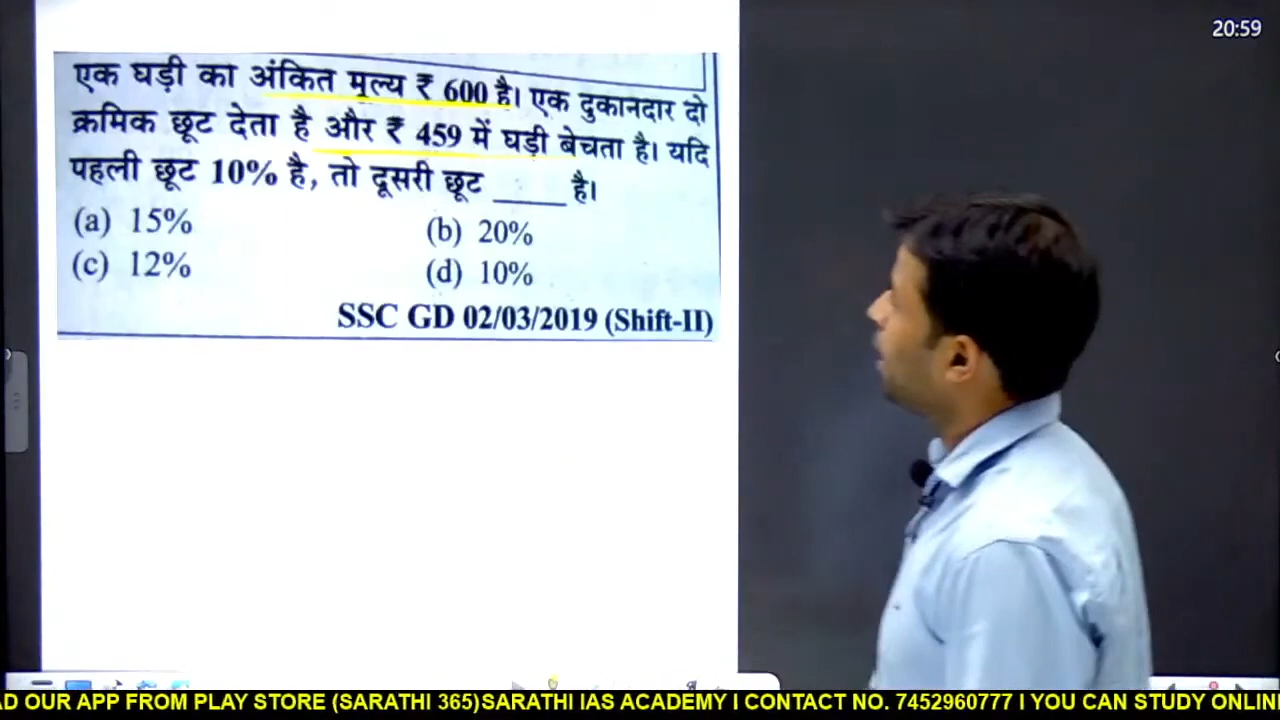 20:59
एक घड़ी का अंकित मूल्य ₹ 600 है। एक दुकानदार दो
क्रमिक छूट देता है और ₹ 459 में घड़ी बेचता है। यदि
पहली छूट 10% है, तो दूसरी छूट _____ है।
(a) 15% (b) 20%
(c) 12% (d) 10%
SSC GD 02/03/2019 (Shift-II)
AD OUR APP FROM PLAY STORE (SARATHI 365)SARATHI IAS ACADEMY I CONTACT NO. 7452960777 I YOU CAN STUDY ONLIN